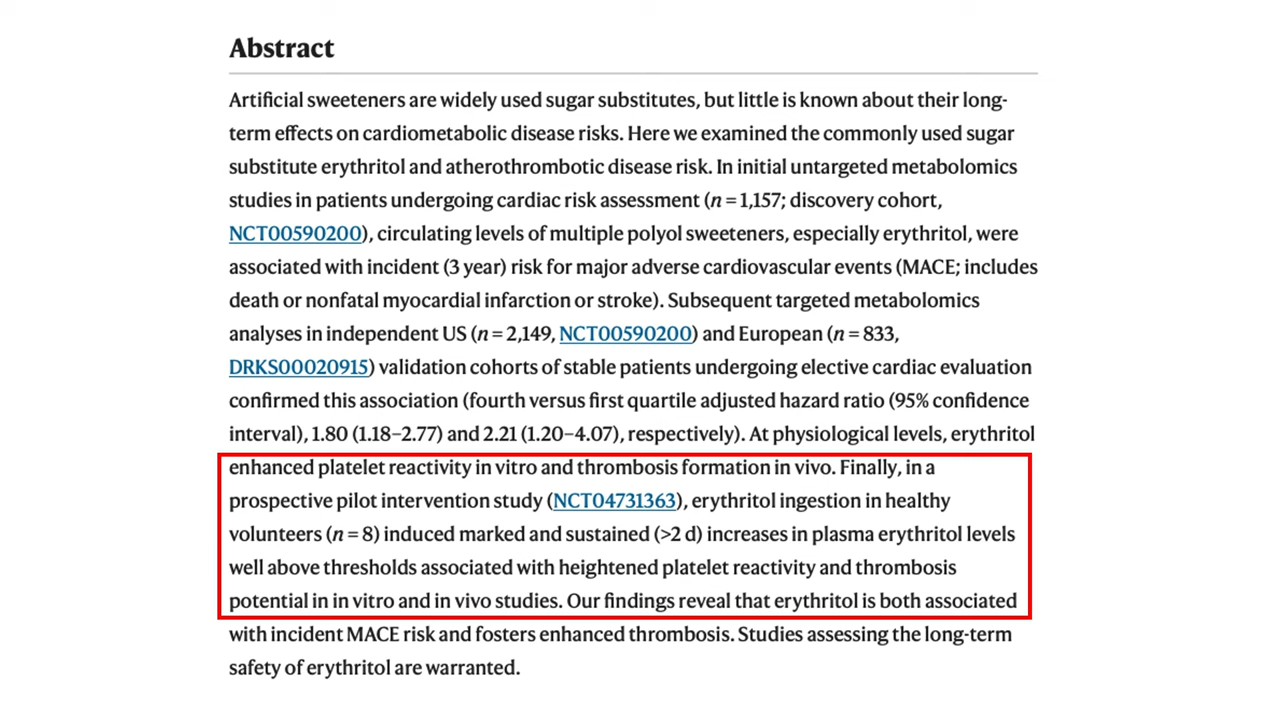 Abstract
Artificial sweeteners are widely used sugar substitutes, but little is known about their long-
term effects on cardiometabolic disease risks. Here we examined the commonly used sugar
substitute erythritol and atherothrombotic disease risk. In initial untargeted metabolomics
studies in patients undergoing cardiac risk assessment (n = 1,157; discovery cohort,
NCT00590200), circulating levels of multiple polyol sweeteners, especially erythritol, were
associated with incident (3 year) risk for major adverse cardiovascular events (MACE; includes
death or nonfatal myocardial infarction or stroke). Subsequent targeted metabolomics
analyses in independent US (n = 2,149, NCT00590200) and European (n = 833,
DRKS00020915) validation cohorts of stable patients undergoing elective cardiac evaluation
confirmed this association (fourth versus first quartile adjusted hazard ratio (95% confidence
interval), 1.80 (1.18–2.77) and 2.21 (1.20–4.07), respectively). At physiological levels, erythritol
enhanced platelet reactivity in vitro and thrombosis formation in vivo. Finally, in a
prospective pilot intervention study (NCT04731363), erythritol ingestion in healthy
volunteers (n = 8) induced marked and sustained (>2 d) increases in plasma erythritol levels
well above thresholds associated with heightened platelet reactivity and thrombosis
potential in in vitro and in vivo studies. Our findings reveal that erythritol is both associated
with incident MACE risk and fosters enhanced thrombosis. Studies assessing the long-term
safety of erythritol are warranted.